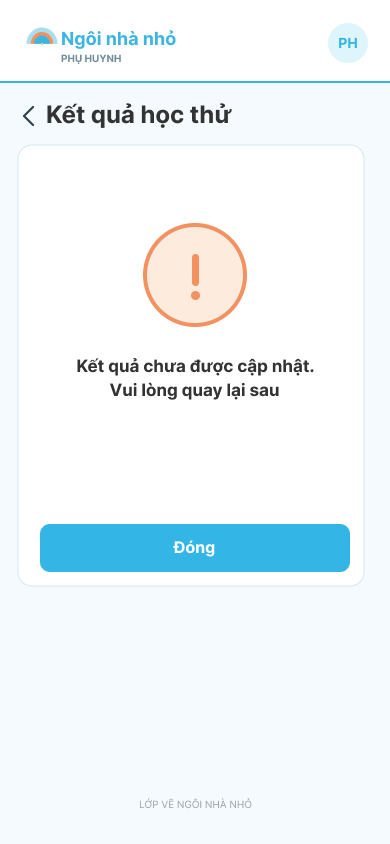 Ngôi nhà nhỏ
PHỤ HUYNH
PH
Kết quả học thử
Kết quả chưa được cập nhật.
Vui lòng quay lại sau
Đóng
LỚP VẼ NGÔI NHÀ NHỎ